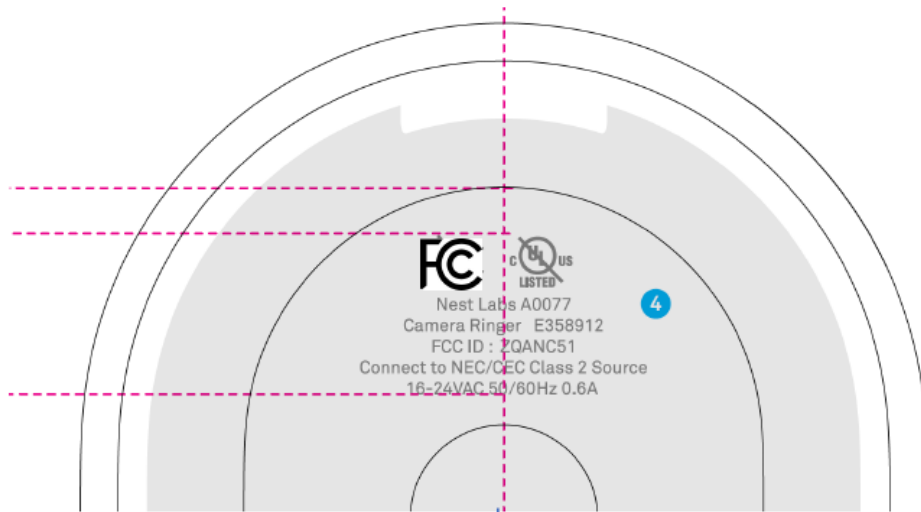 FC
C UL US
LISTED
Nest Labs A0077
4
Camera Ringer E358912
FCC ID : ZQANC51
Connect to NEC/CEC Class 2 Source
16-24VAC 50/60Hz 0.6A